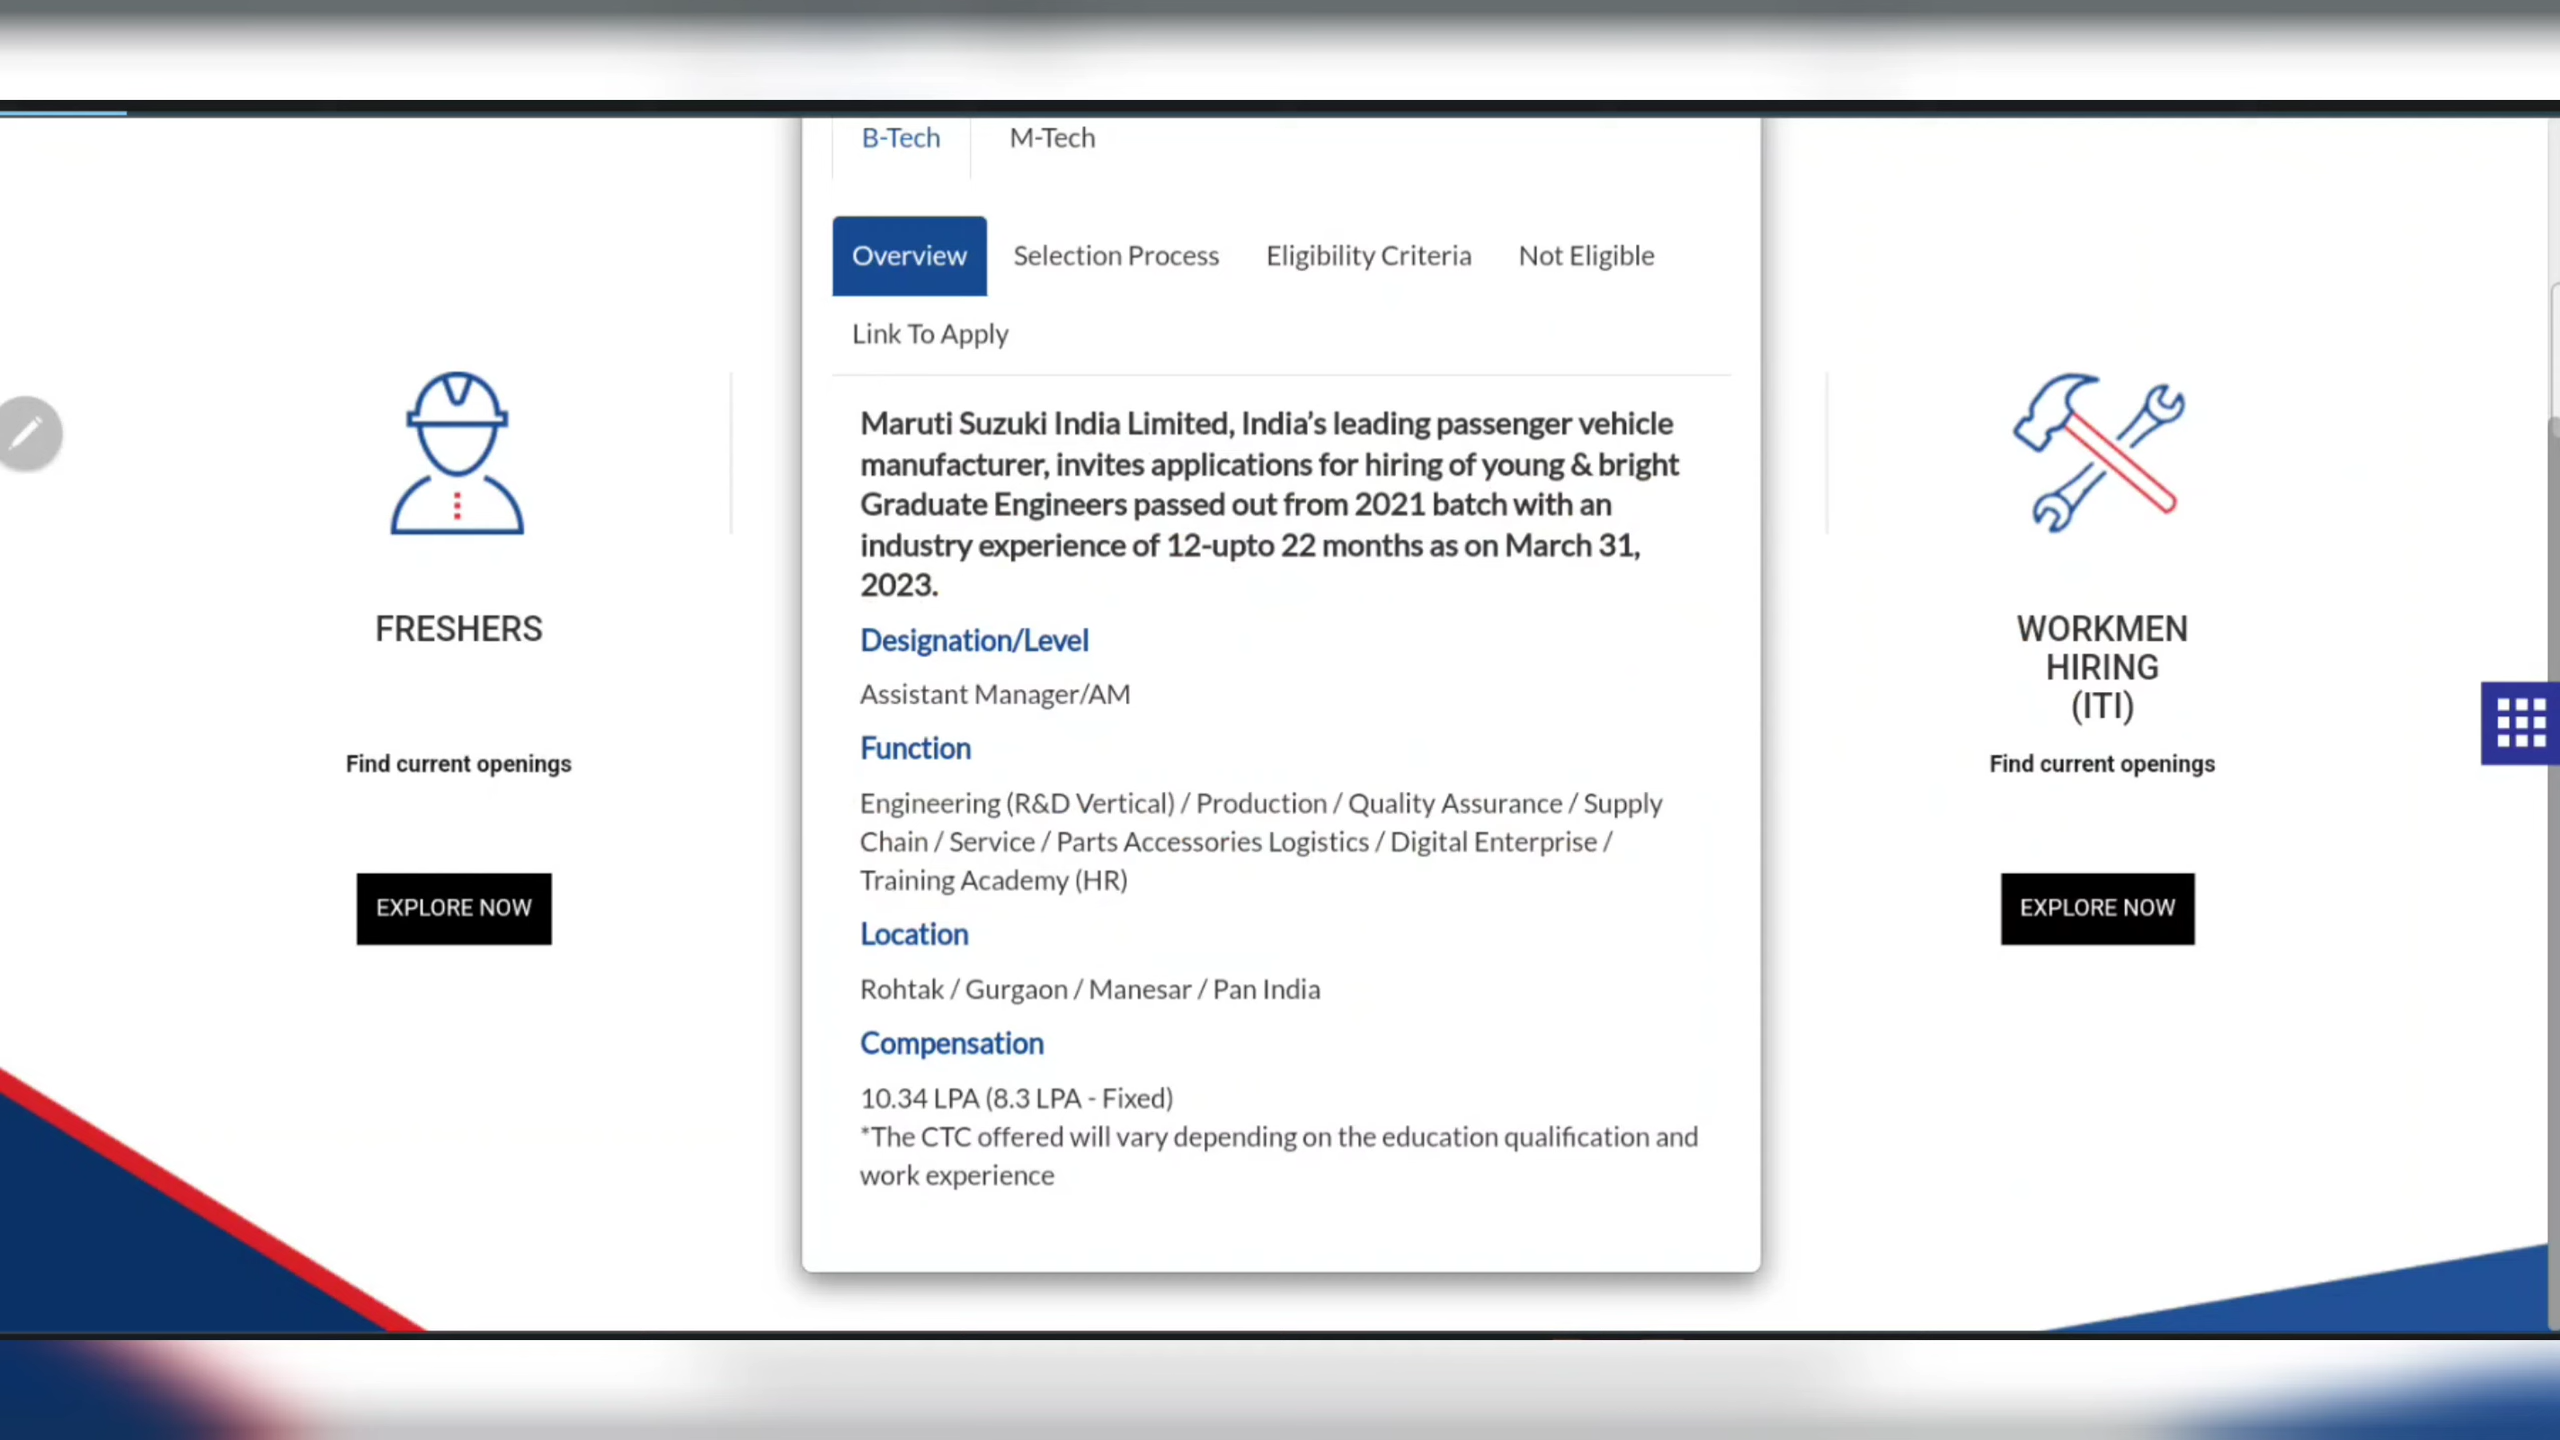 B-Tech M-Tech
Overview Selection Process Eligibility Criteria Not Eligible
Link To Apply
Maruti Suzuki India Limited, India’s leading passenger vehicle
manufacturer, invites applications for hiring of young & bright
Graduate Engineers passed out from 2021 batch with an
industry experience of 12-upto 22 months as on March 31,
2023.
Designation/Level
Assistant Manager/AM
Function
Engineering (R&D Vertical) / Production / Quality Assurance / Supply
Chain / Service / Parts Accessories Logistics / Digital Enterprise /
Training Academy (HR)
Location
Rohtak / Gurgaon / Manesar / Pan India
Compensation
10.34 LPA (8.3 LPA - Fixed)
*The CTC offered will vary depending on the education qualification and
work experience
FRESHERS
Find current openings
EXPLORE NOW
WORKMEN
HIRING
(ITI)
Find current openings
EXPLORE NOW